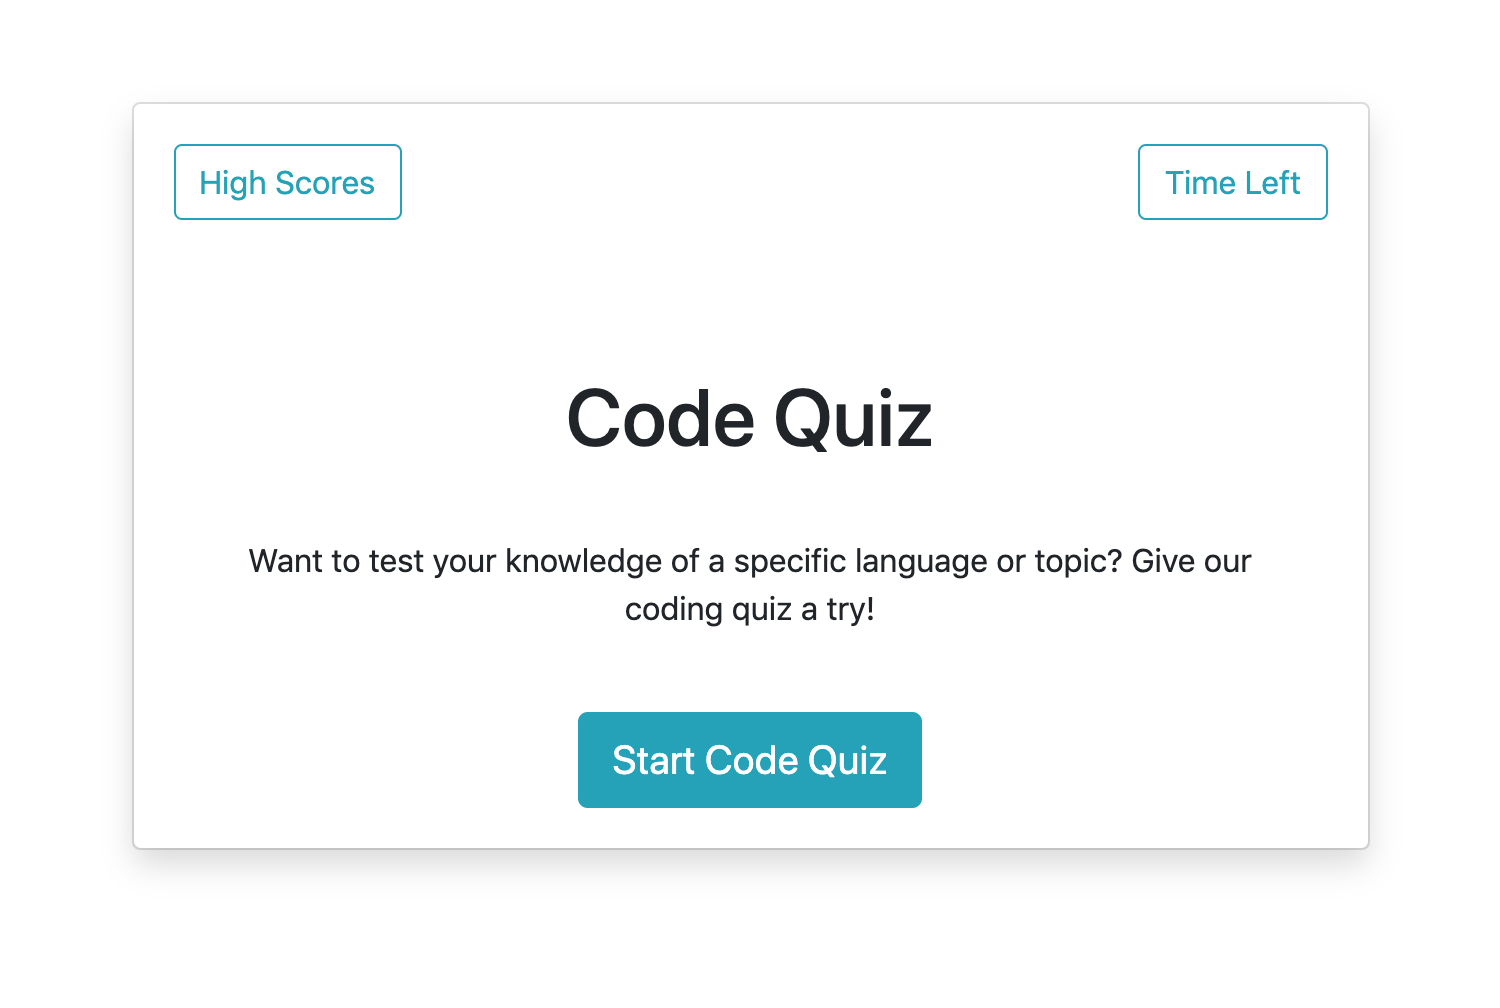 High Scores
Time Left
Code Quiz
Want to test your knowledge of a specific language or topic? Give our
coding quiz a try!
Start Code Quiz